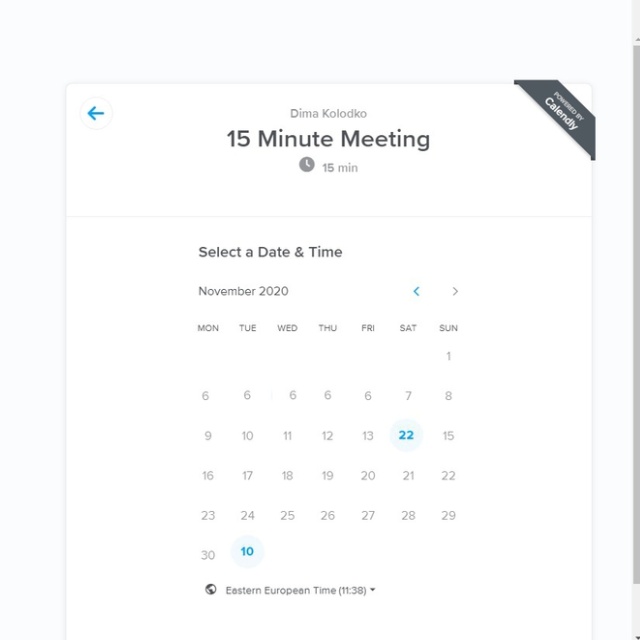 POWERED BY
Calendly
Dima Kolodko
15 Minute Meeting
15 min
Select a Date & Time
November 2020
MON TUE WED THU FRI SAT SUN
1
6 6 6 6 6 7 8
9 10 11 12 13 22 15
16 17 18 19 20 21 22
23 24 25 26 27 28 29
30 10
Eastern European Time (11:38)